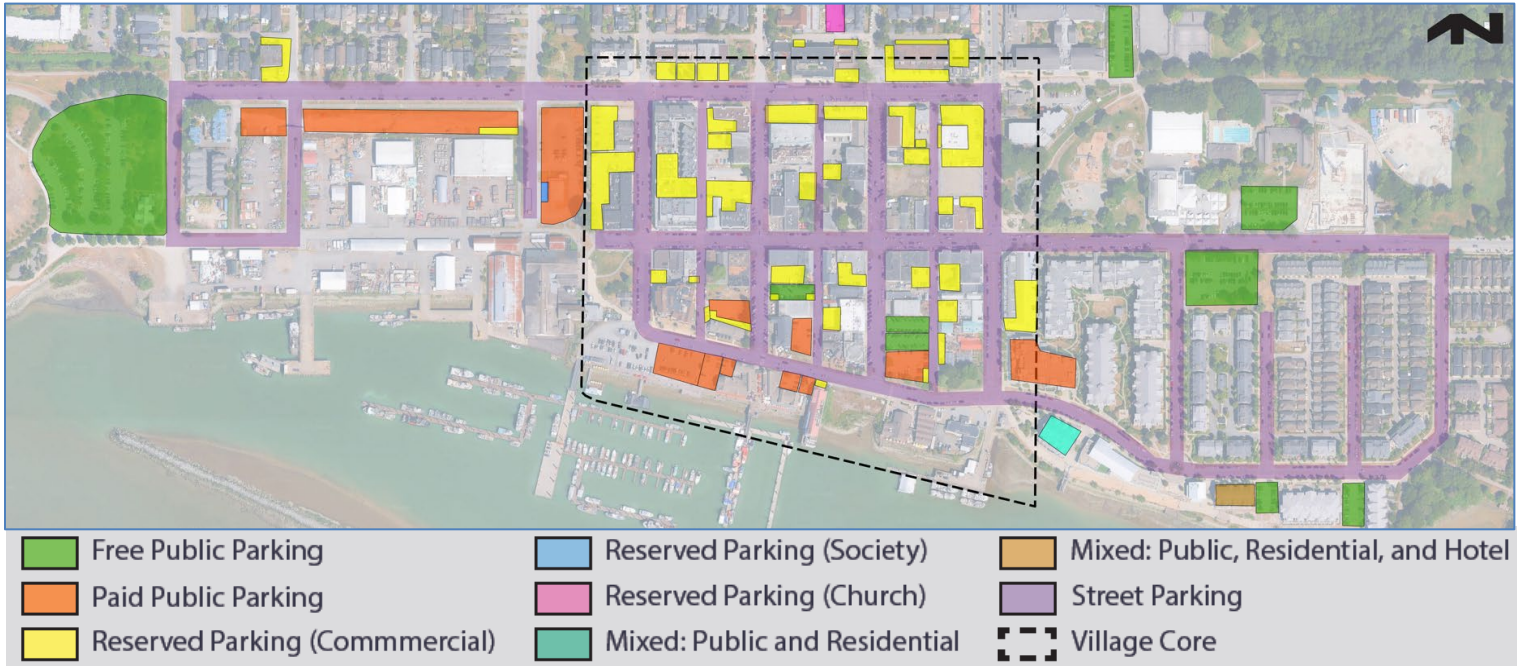 N
Free Public Parking
Reserved Parking (Society)
Mixed: Public, Residential, and Hotel
Paid Public Parking
Reserved Parking (Church)
Street Parking
Reserved Parking (Commmercial)
Mixed: Public and Residential
Village Core